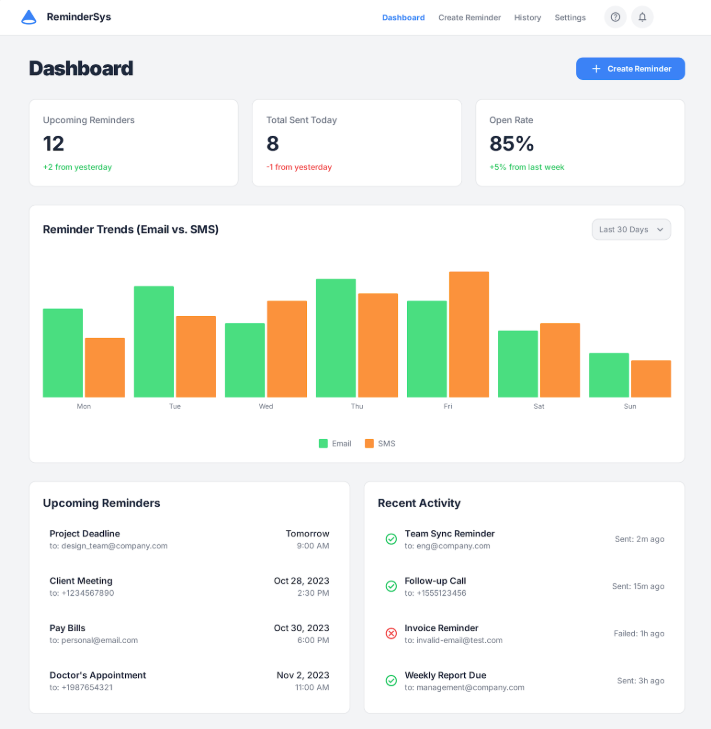 ReminderSys
Dashboard
Create Reminder
History
Settings
Dashboard
Create Reminder
Upcoming Reminders
12
+2 from yesterday
Total Sent Today
8
-1 from yesterday
Open Rate
85%
+5% from last week
Reminder Trends (Email vs. SMS)
Last 30 Days
Mon
Tue
Wed
Thu
Fri
Sat
Sun
Email
SMS
Upcoming Reminders
Project Deadline
to: design_team@company.com
Tomorrow
9:00 AM
Client Meeting
to: +1234567890
Oct 28, 2023
2:30 PM
Pay Bills
to: personal@email.com
Oct 30, 2023
6:00 PM
Doctor's Appointment
to: +1987654321
Nov 2, 2023
11:00 AM
Recent Activity
Team Sync Reminder
to: eng@company.com
Sent: 2m ago
Follow-up Call
to: +1555123456
Sent: 15m ago
Invoice Reminder
to: invalid-email@test.com
Failed: 1h ago
Weekly Report Due
to: management@company.com
Sent: 3h ago